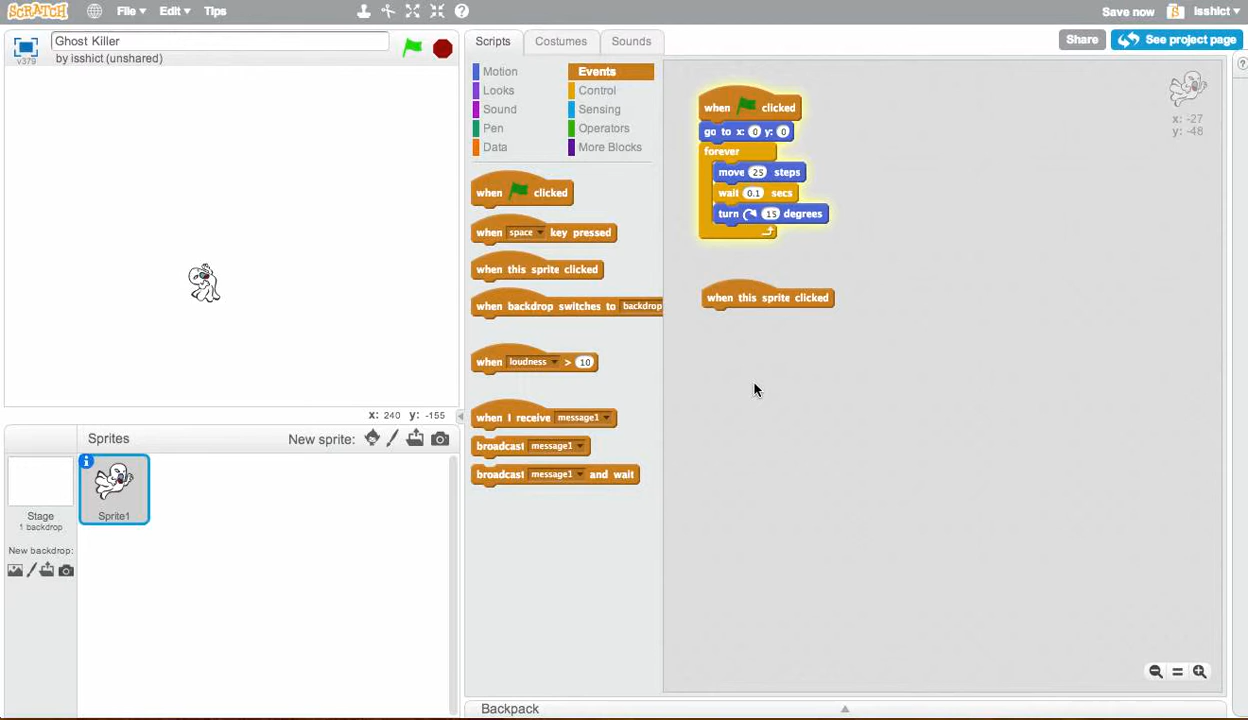 SCRATCH File Edit Tips Save now isshict
v379 Ghost Killer
by isshict (unshared)
Scripts Costumes Sounds Share See project page
Motion Events
Looks Control
Sound Sensing
Pen Operators
Data More Blocks
when clicked
when space key pressed
when this sprite clicked
when backdrop switches to backdrop
when loudness > 10
when I receive message1
broadcast message1
broadcast message1 and wait
when clicked
go to x: 0 y: 0
forever
move 25 steps
wait 0.1 secs
turn 15 degrees
when this sprite clicked
x: -27
y: -48
x: 240 y: -155
Sprites New sprite:
Stage
1 backdrop
New backdrop:
Sprite1
Backpack